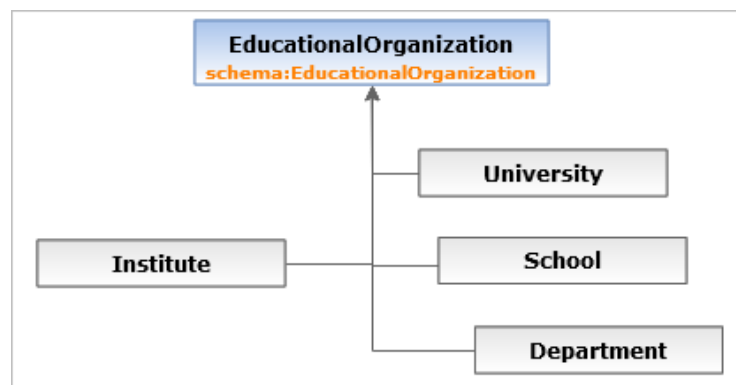 EducationalOrganization
schema:EducationalOrganization
University
Institute
School
Department